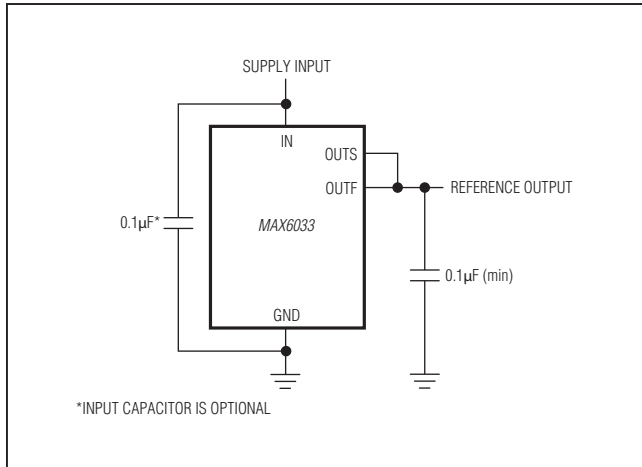 SUPPLY INPUT
IN
OUTS
OUTF
REFERENCE OUTPUT
0.1µF*
MAX6033
0.1µF (min)
GND
*INPUT CAPACITOR IS OPTIONAL